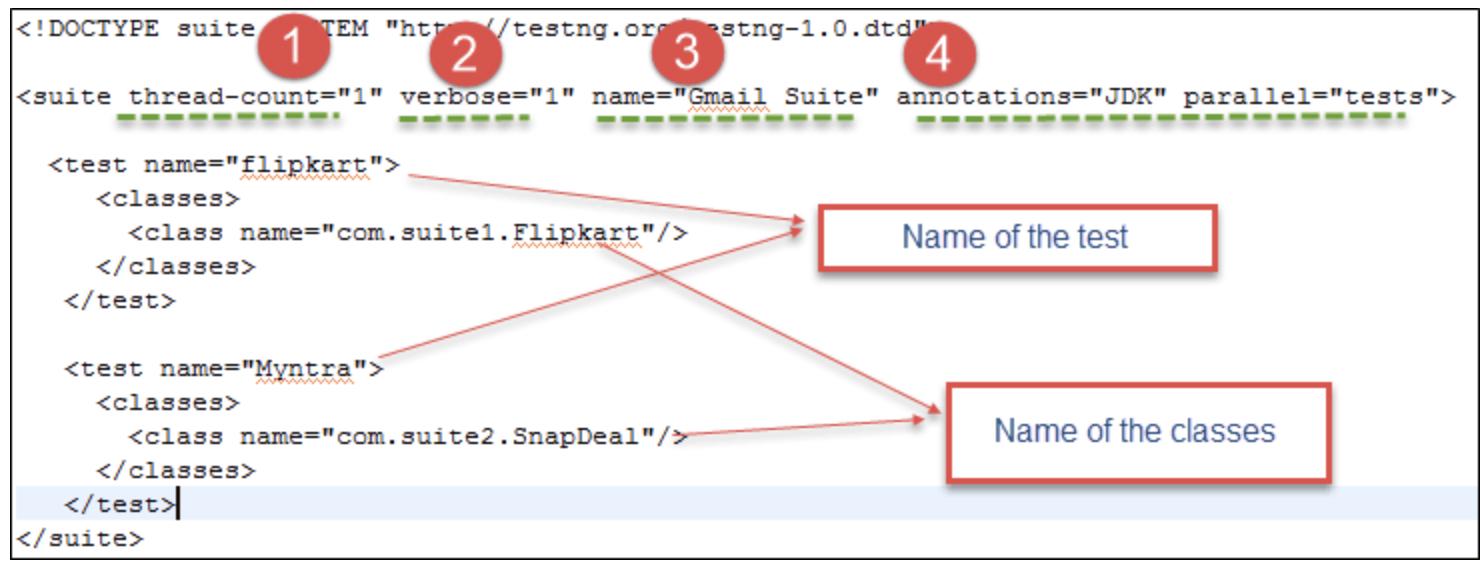 <!DOCTYPE suite TEM "htt //testng.or estng-1.0.dtd"
1 2 3 4
<suite thread-count="1" verbose="1" name="Gmail Suite" annotations="JDK" parallel="tests">
<test name="flipkart">
<classes>
<class name="com.suite1.Flipkart"/>
</classes>
</test>
Name of the test
<test name="Myntra">
<classes>
<class name="com.suite2.SnapDeal"/>
</classes>
</test>
</suite>
Name of the classes